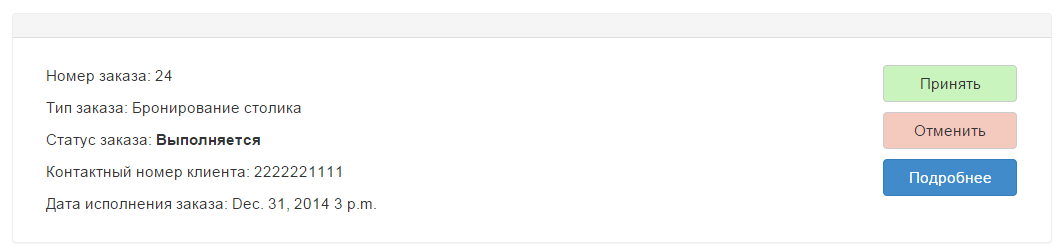 Номер заказа: 24
Принять
Тип заказа: Бронирование столика
Отменить
Статус заказа: Выполняется
Контактный номер клиента: 2222221111
Подробнее
Дата исполнения заказа: Dec. 31, 2014 3 p.m.